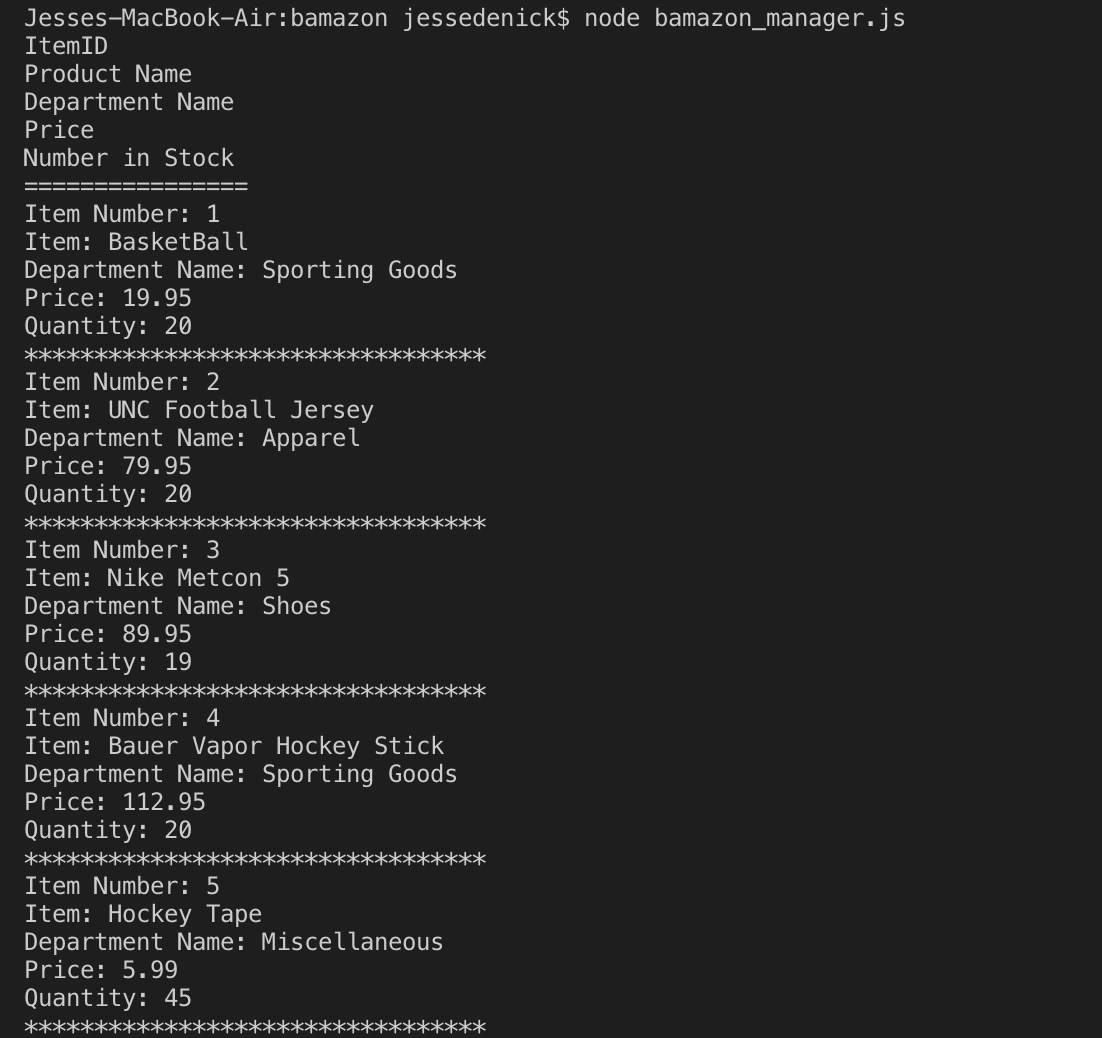 Jesses-MacBook-Air:bamazon jessedenick$ node bamazon_manager.js
ItemID
Product Name
Department Name
Price
Number in Stock
================
Item Number: 1
Item: BasketBall
Department Name: Sporting Goods
Price: 19.95
Quantity: 20
*********************************
Item Number: 2
Item: UNC Football Jersey
Department Name: Apparel
Price: 79.95
Quantity: 20
*********************************
Item Number: 3
Item: Nike Metcon 5
Department Name: Shoes
Price: 89.95
Quantity: 19
*********************************
Item Number: 4
Item: Bauer Vapor Hockey Stick
Department Name: Sporting Goods
Price: 112.95
Quantity: 20
*********************************
Item Number: 5
Item: Hockey Tape
Department Name: Miscellaneous
Price: 5.99
Quantity: 45
*********************************